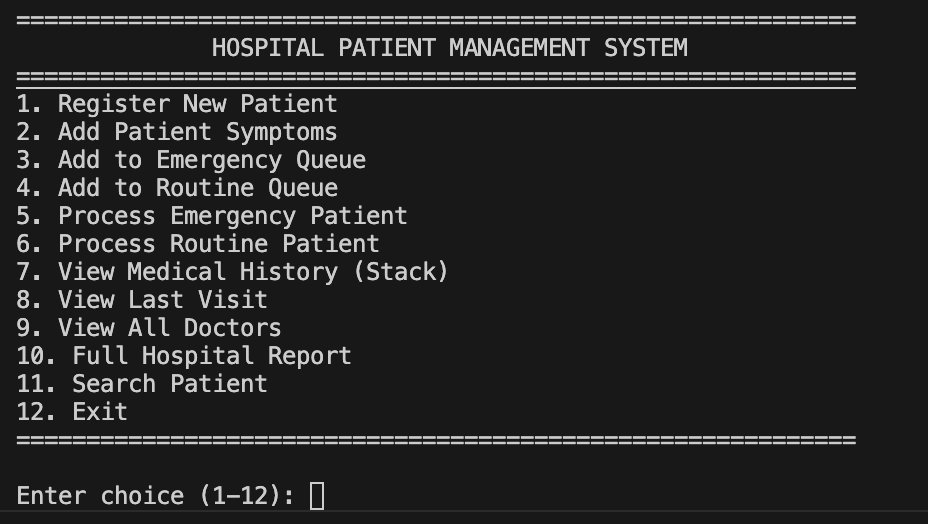 ============================================================
HOSPITAL PATIENT MANAGEMENT SYSTEM
============================================================
1. Register New Patient
2. Add Patient Symptoms
3. Add to Emergency Queue
4. Add to Routine Queue
5. Process Emergency Patient
6. Process Routine Patient
7. View Medical History (Stack)
8. View Last Visit
9. View All Doctors
10. Full Hospital Report
11. Search Patient
12. Exit
============================================================
Enter choice (1-12):